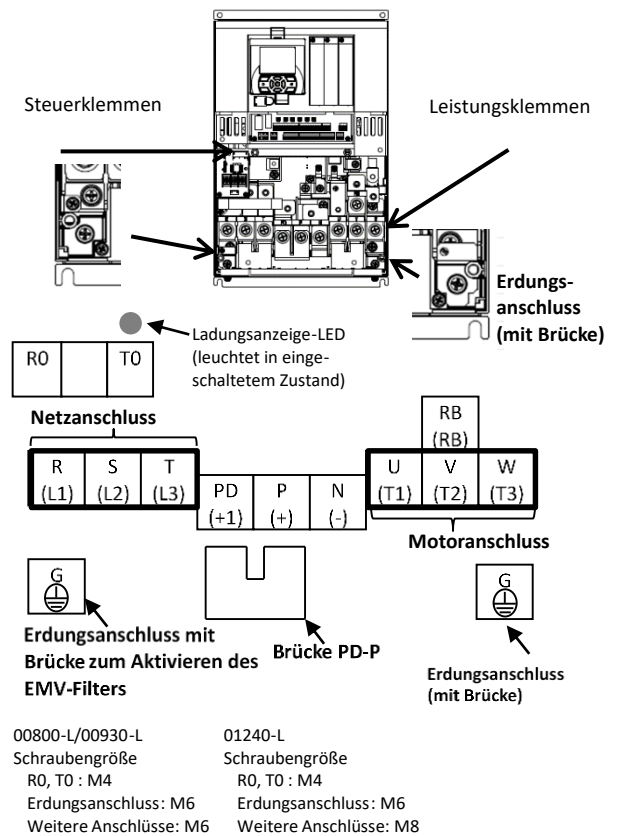 Steuerklemmen
Leistungsklemmen
Erdungs-
anschluss
(mit Brücke)
Ladungsanzeige-LED
(leuchtet in einge-
schaltetem Zustand)
R0 T0
Netzanschluss
RB
(RB)
R S T
(L1) (L2) (L3)
PD P N
(+1) (+) (-)
U V W
(T1) (T2) (T3)
Motoranschluss
G
G
Erdungsanschluss mit
Brücke zum Aktivieren des
EMV-Filters
Brücke PD-P
Erdungsanschluss
(mit Brücke)
00800-L/00930-L
Schraubengröße
R0, T0 : M4
Erdungsanschluss: M6
Weitere Anschlüsse: M6
01240-L
Schraubengröße
R0, T0 : M4
Erdungsanschluss: M6
Weitere Anschlüsse: M8